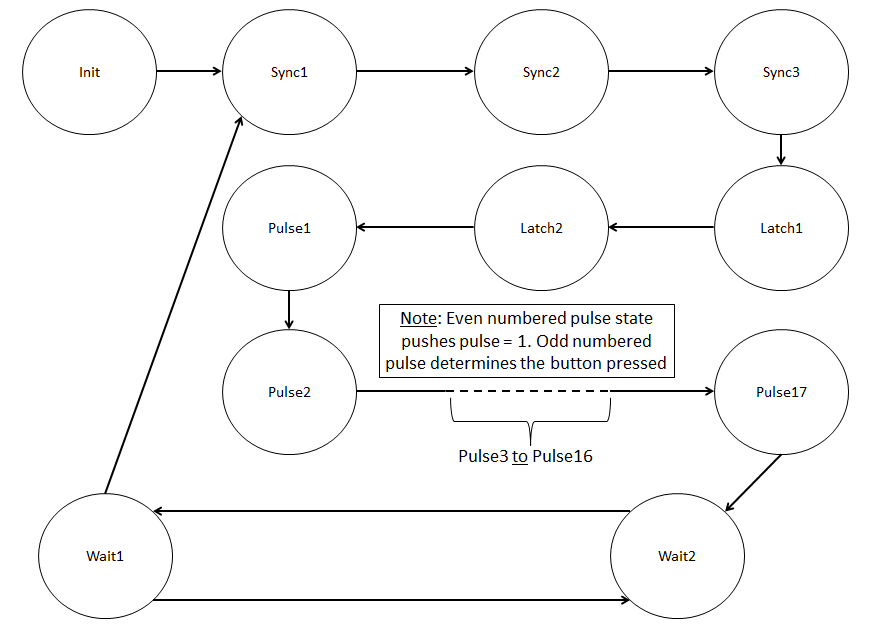 Init
Sync1
Sync2
Sync3
Pulse1
Latch2
Latch1
Note: Even numbered pulse state
pushes pulse = 1. Odd numbered
pulse determines the button pressed
Pulse2
Pulse17
Pulse3 to Pulse16
Wait1
Wait2